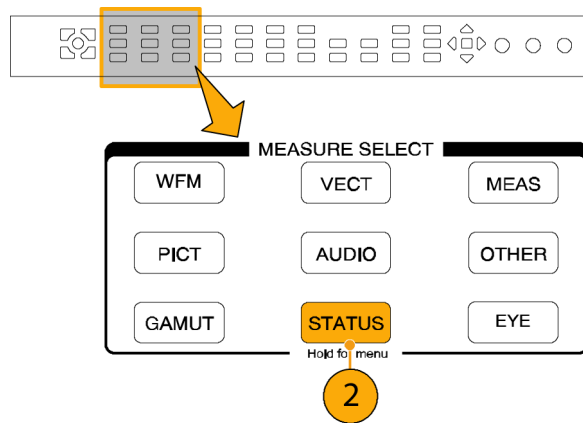 MEASURE SELECT
WFM VECT MEAS
PICT AUDIO OTHER
GAMUT STATUS EYE
Hold for menu
2